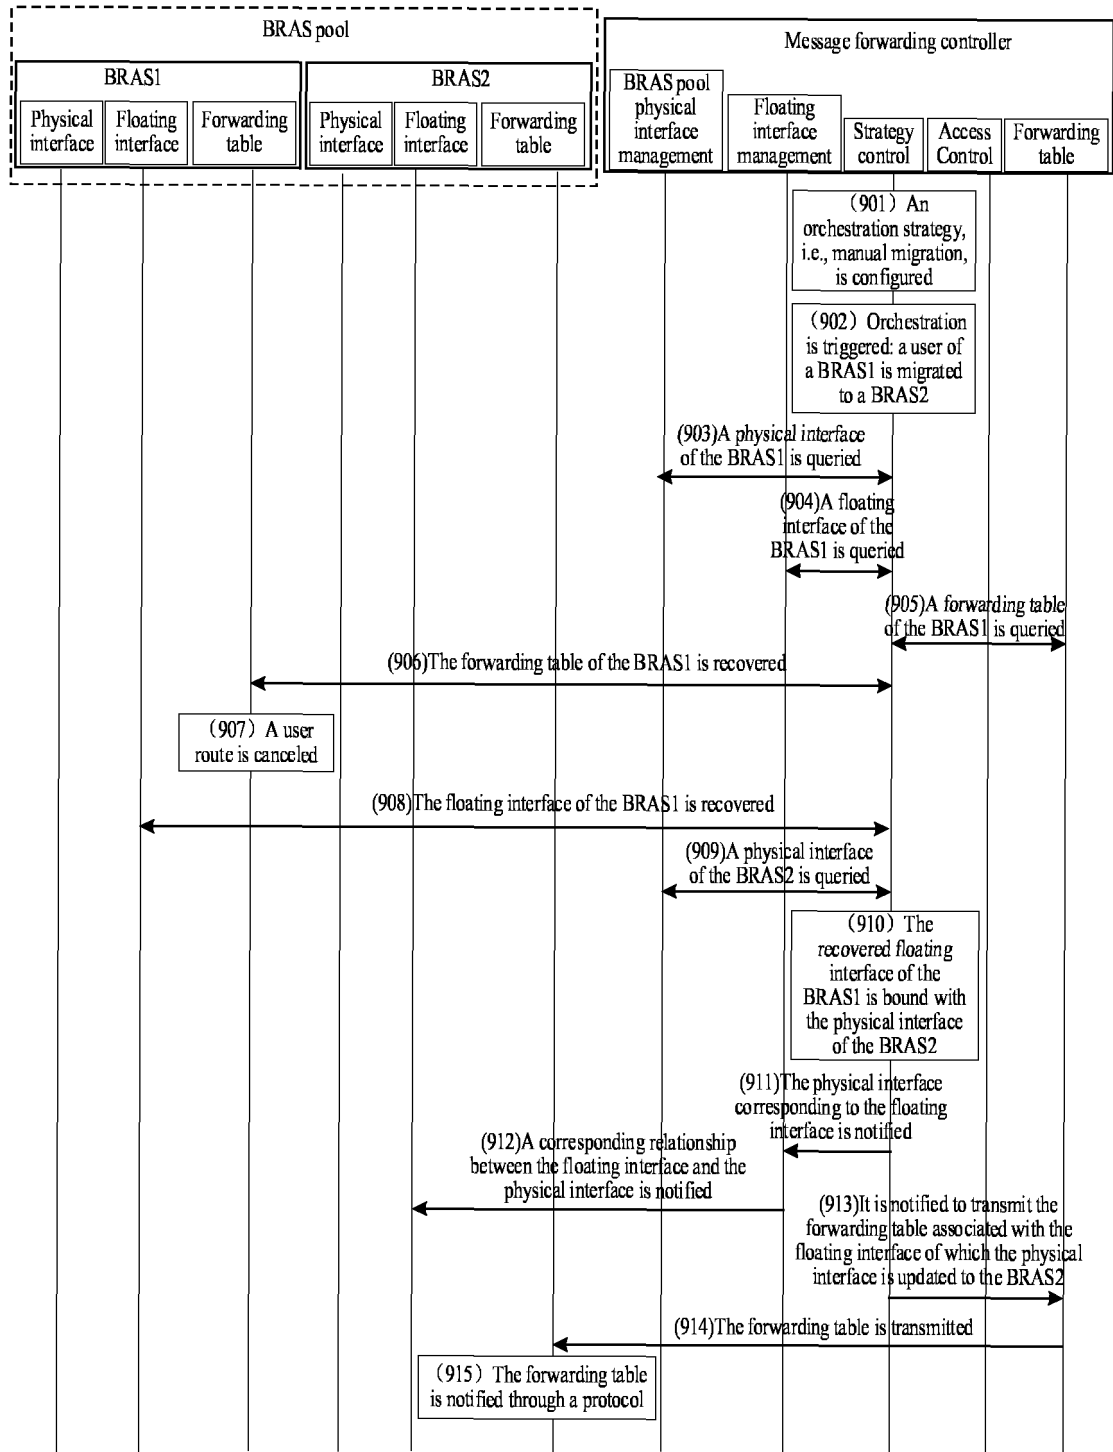 BRAS pool
Message forwarding controller
BRAS1
BRAS2
Physical
interface
Floating
interface
Forwarding
table
Physical
interface
Floating
interface
Forwarding
table
BRAS pool
physical
interface
management
Floating
interface
management
Strategy
control
Access
Control
Forwarding
table
（901）An
orchestration strategy,
i.e., manual migration,
is configured
（902）Orchestration
is triggered: a user of
a BRAS1 is migrated
to a BRAS2
(903)A physical interface
of the BRAS1 is queried
(904)A floating
interface of the
BRAS1 is queried
(905)A forwarding table
of the BRAS1 is queried
(906)The forwarding table of the BRAS1 is recovered
（907）A user
route is canceled
(908)The floating interface of the BRAS1 is recovered
(909)A physical interface
of the BRAS2 is queried
（910）The
recovered floating
interface of the
BRAS1 is bound with
the physical interface
of the BRAS2
(911)The physical interface
corresponding to the floating
interface is notified
(912)A corresponding relationship
between the floating interface and the
physical interface is notified
(913)It is notified to transmit the
forwarding table associated with the
floating interface of which the physical
interface is updated to the BRAS2
(914)The forwarding table is transmitted
（915）The forwarding table
is notified through a protocol